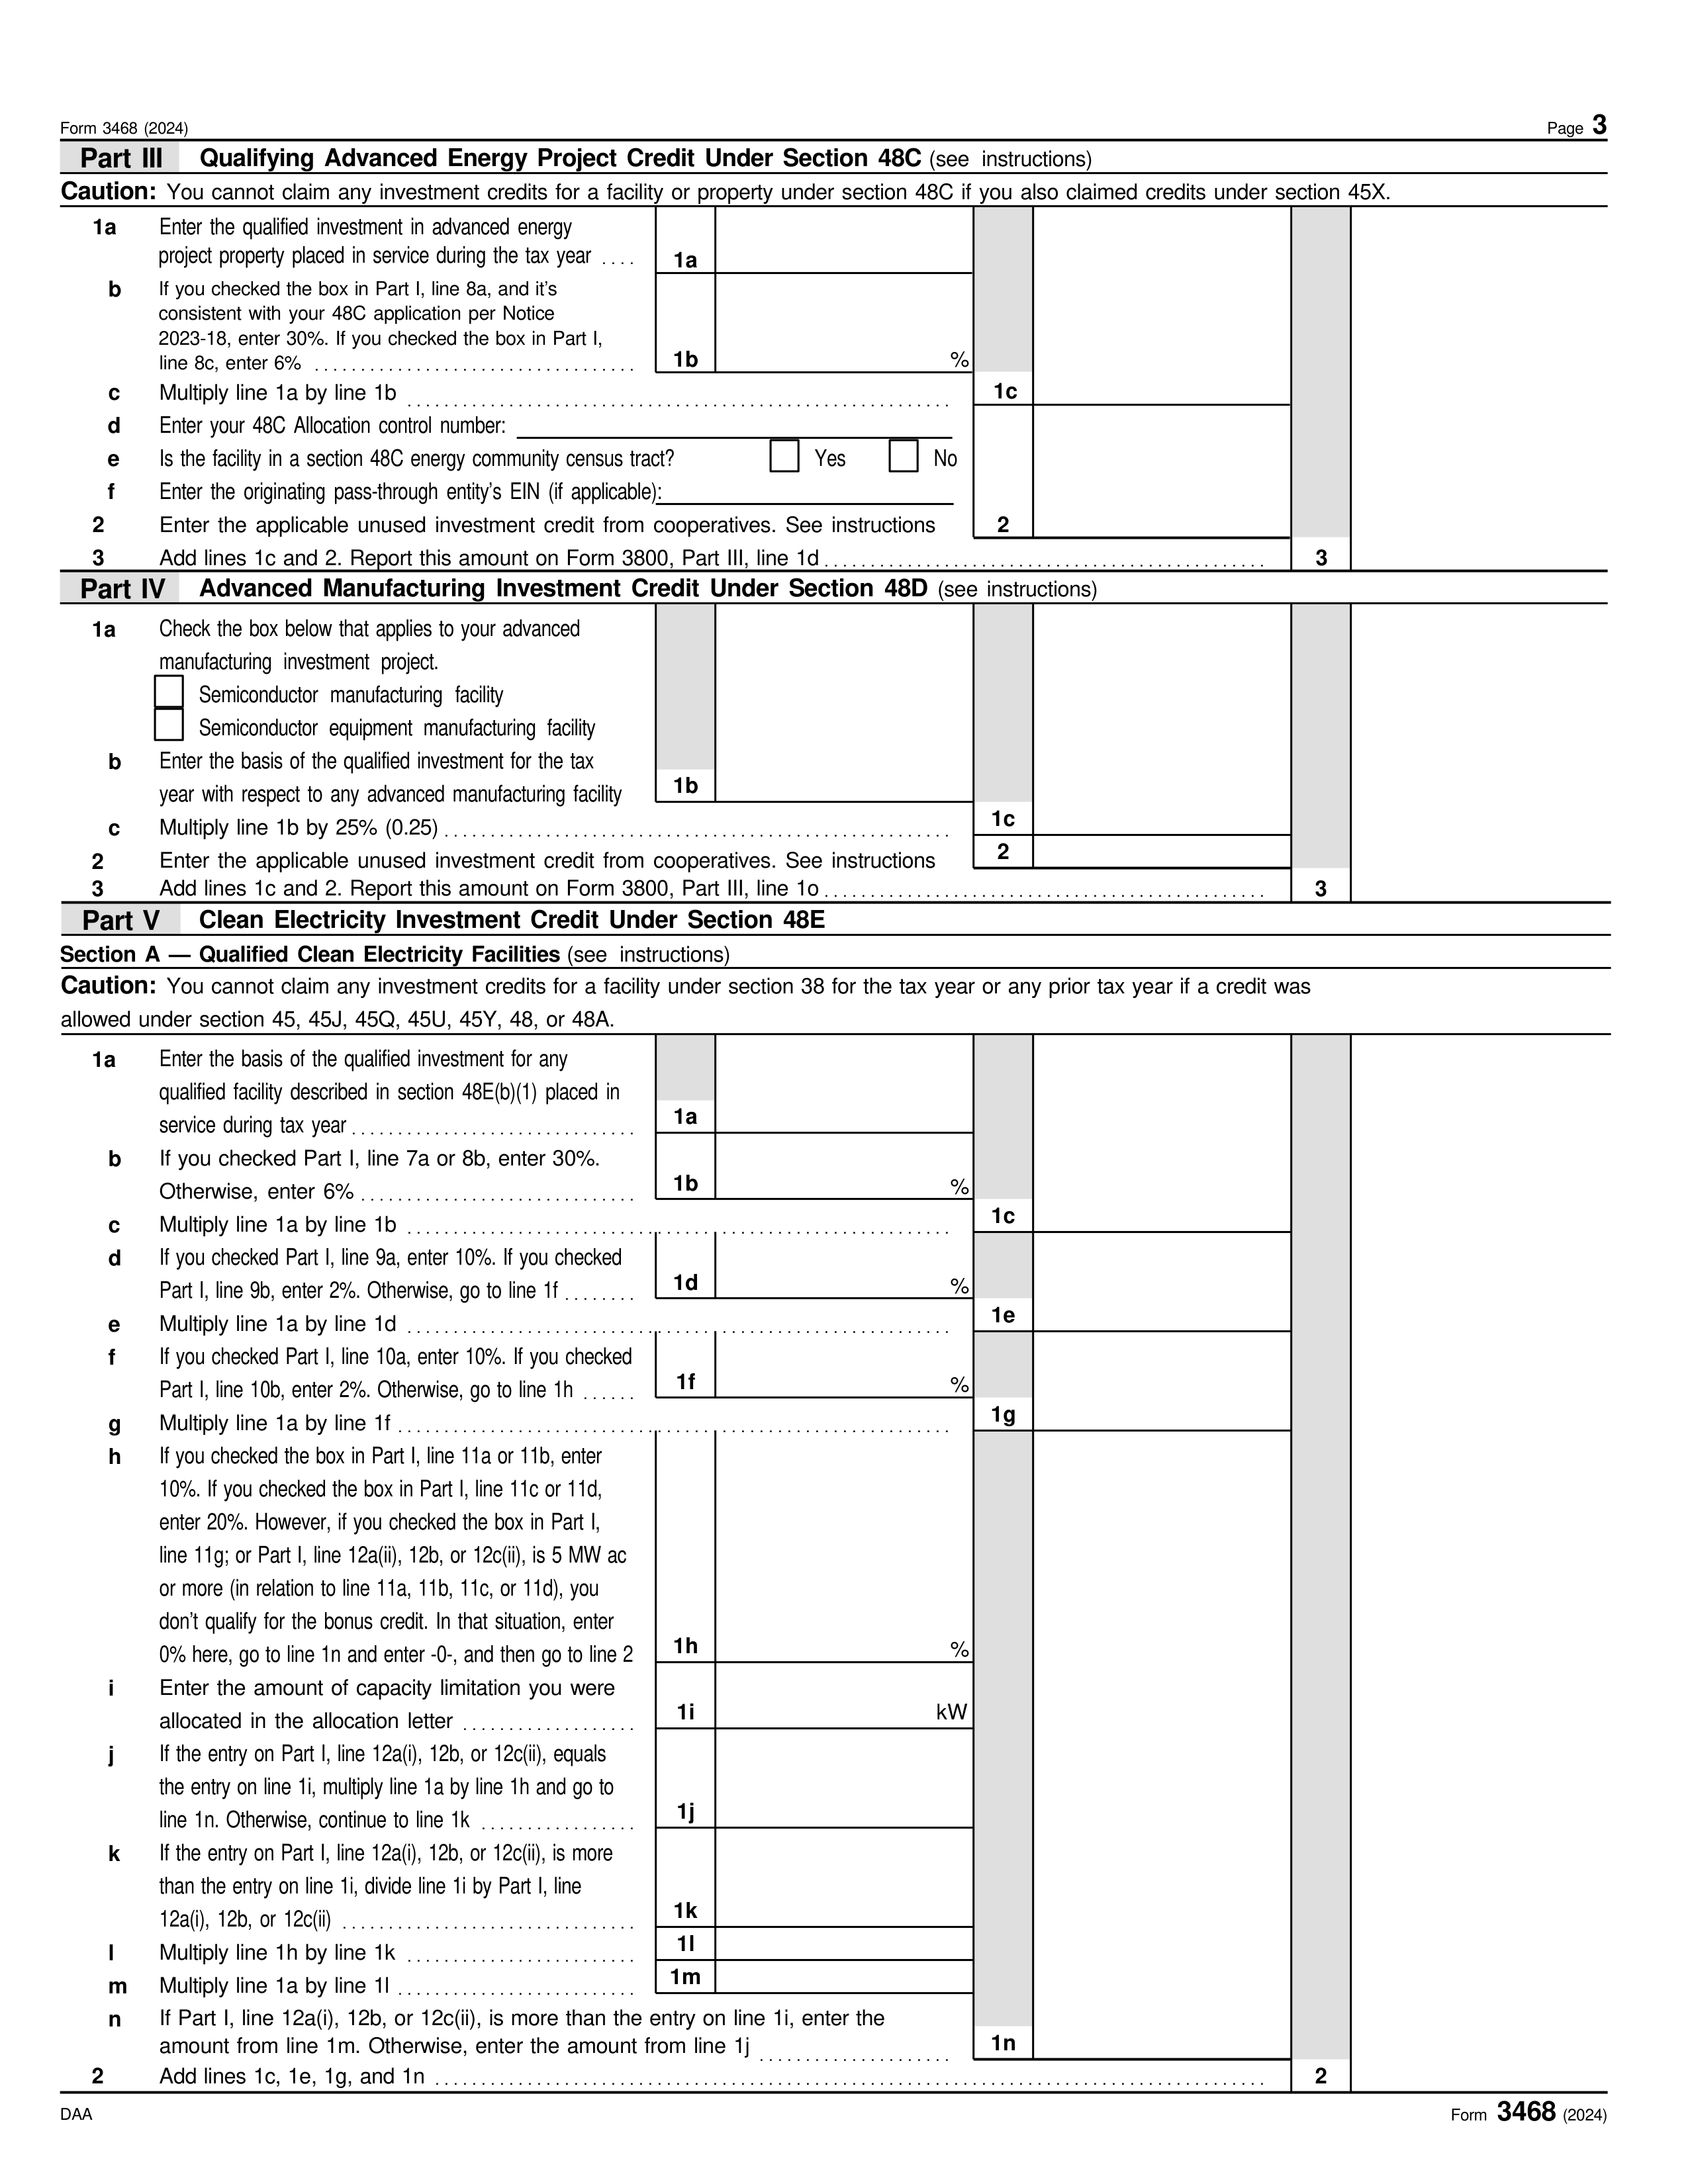 Form 3468 (2024) Page 3
Part III Qualifying Advanced Energy Project Credit Under Section 48C (see instructions)
Caution: You cannot claim any investment credits for a facility or property under section 48C if you also claimed credits under section 45X.
1a Enter the qualified investment in advanced energy
project property placed in service during the tax year .... 1a
b If you checked the box in Part I, line 8a, and it's
consistent with your 48C application per Notice
2023-18, enter 30%. If you checked the box in Part I,
line 8c, enter 6% ................................... 1b %
c Multiply line 1a by line 1b ........................................................... 1c
d Enter your 48C Allocation control number:
e Is the facility in a section 48C energy community census tract? Yes No
f Enter the originating pass-through entity's EIN (if applicable):
2 Enter the applicable unused investment credit from cooperatives. See instructions 2
3 Add lines 1c and 2. Report this amount on Form 3800, Part III, line 1d ................................................ 3
Part IV Advanced Manufacturing Investment Credit Under Section 48D (see instructions)
1a Check the box below that applies to your advanced
manufacturing investment project.
Semiconductor manufacturing facility
Semiconductor equipment manufacturing facility
b Enter the basis of the qualified investment for the tax
year with respect to any advanced manufacturing facility 1b
c Multiply line 1b by 25% (0.25) ....................................................... 1c
2 Enter the applicable unused investment credit from cooperatives. See instructions 2
3 Add lines 1c and 2. Report this amount on Form 3800, Part III, line 1o ................................................ 3
Part V Clean Electricity Investment Credit Under Section 48E
Section A — Qualified Clean Electricity Facilities (see instructions)
Caution: You cannot claim any investment credits for a facility under section 38 for the tax year or any prior tax year if a credit was
allowed under section 45, 45J, 45Q, 45U, 45Y, 48, or 48A.
1a Enter the basis of the qualified investment for any
qualified facility described in section 48E(b)(1) placed in
service during tax year ............................... 1a
b If you checked Part I, line 7a or 8b, enter 30%.
Otherwise, enter 6% .............................. 1b %
c Multiply line 1a by line 1b ........................................................... 1c
d If you checked Part I, line 9a, enter 10%. If you checked
Part I, line 9b, enter 2%. Otherwise, go to line 1f ........ 1d %
e Multiply line 1a by line 1d ........................................................... 1e
f If you checked Part I, line 10a, enter 10%. If you checked
Part I, line 10b, enter 2%. Otherwise, go to line 1h ...... 1f %
g Multiply line 1a by line 1f ............................................................ 1g
h If you checked the box in Part I, line 11a or 11b, enter
10%. If you checked the box in Part I, line 11c or 11d,
enter 20%. However, if you checked the box in Part I,
line 11g; or Part I, line 12a(ii), 12b, or 12c(ii), is 5 MW ac
or more (in relation to line 11a, 11b, 11c, or 11d), you
don't qualify for the bonus credit. In that situation, enter
0% here, go to line 1n and enter -0-, and then go to line 2 1h %
i Enter the amount of capacity limitation you were
allocated in the allocation letter ................... 1i kW
j If the entry on Part I, line 12a(i), 12b, or 12c(ii), equals
the entry on line 1i, multiply line 1a by line 1h and go to
line 1n. Otherwise, continue to line 1k ................. 1j
k If the entry on Part I, line 12a(i), 12b, or 12c(ii), is more
than the entry on line 1i, divide line 1i by Part I, line
12a(i), 12b, or 12c(ii) ................................ 1k
l Multiply line 1h by line 1k ......................... 1l
m Multiply line 1a by line 1l .......................... 1m
n If Part I, line 12a(i), 12b, or 12c(ii), is more than the entry on line 1i, enter the
amount from line 1m. Otherwise, enter the amount from line 1j ..................... 1n
2 Add lines 1c, 1e, 1g, and 1n .......................................................................................... 2
DAA Form 3468 (2024)